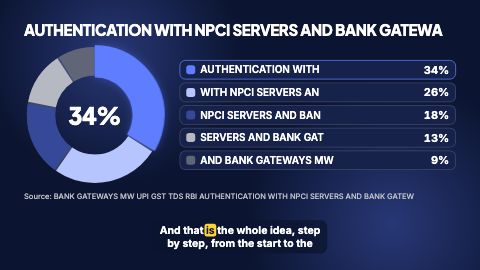 AUTHENTICATION WITH NPCI SERVERS AND BANK GATEWA
34%
AUTHENTICATION WITH 34%
WITH NPCI SERVERS AN 26%
NPCI SERVERS AND BAN 18%
SERVERS AND BANK GAT 13%
AND BANK GATEWAYS MW 9%
Source: BANK GATEWAYS MW UPI GST TDS RBI AUTHENTICATION WITH NPCI SERVERS AND BANK GATEW
And that is the whole idea, step
by step, from the start to the